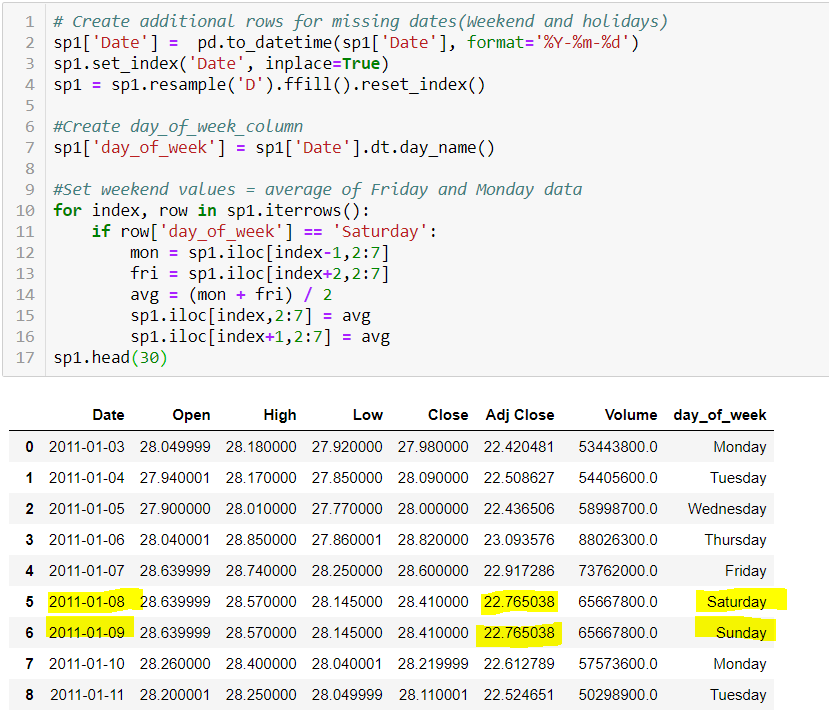 1 # Create additional rows for missing dates(Weekend and holidays)
2 sp1['Date'] =  pd.to_datetime(sp1['Date'], format='%Y-%m-%d')
3 sp1.set_index('Date', inplace=True)
4 sp1 = sp1.resample('D').ffill().reset_index()
5
6 #Create day_of_week_column
7 sp1['day_of_week'] = sp1['Date'].dt.day_name()
8
9 #Set weekend values = average of Friday and Monday data
10 for index, row in sp1.iterrows():
11     if row['day_of_week'] == 'Saturday':
12         mon = sp1.iloc[index-1,2:7]
13         fri = sp1.iloc[index+2,2:7]
14         avg = (mon + fri) / 2
15         sp1.iloc[index,2:7] = avg
16         sp1.iloc[index+1,2:7] = avg
17 sp1.head(30)
Date Open High Low Close Adj Close Volume day_of_week
0 2011-01-03 28.049999 28.180000 27.920000 27.980000 22.420481 53443800.0 Monday
1 2011-01-04 27.940001 28.170000 27.850000 28.090000 22.508627 54405600.0 Tuesday
2 2011-01-05 27.900000 28.010000 27.770000 28.000000 22.436506 58998700.0 Wednesday
3 2011-01-06 28.040001 28.850000 27.860001 28.820000 23.093576 88026300.0 Thursday
4 2011-01-07 28.639999 28.740000 28.250000 28.600000 22.917286 73762000.0 Friday
5 2011-01-08 28.639999 28.570000 28.145000 28.410000 22.765038 65667800.0 Saturday
6 2011-01-09 28.639999 28.570000 28.145000 28.410000 22.765038 65667800.0 Sunday
7 2011-01-10 28.260000 28.400000 28.040001 28.219999 22.612789 57573600.0 Monday
8 2011-01-11 28.200001 28.250000 28.049999 28.110001 22.524651 50298900.0 Tuesday